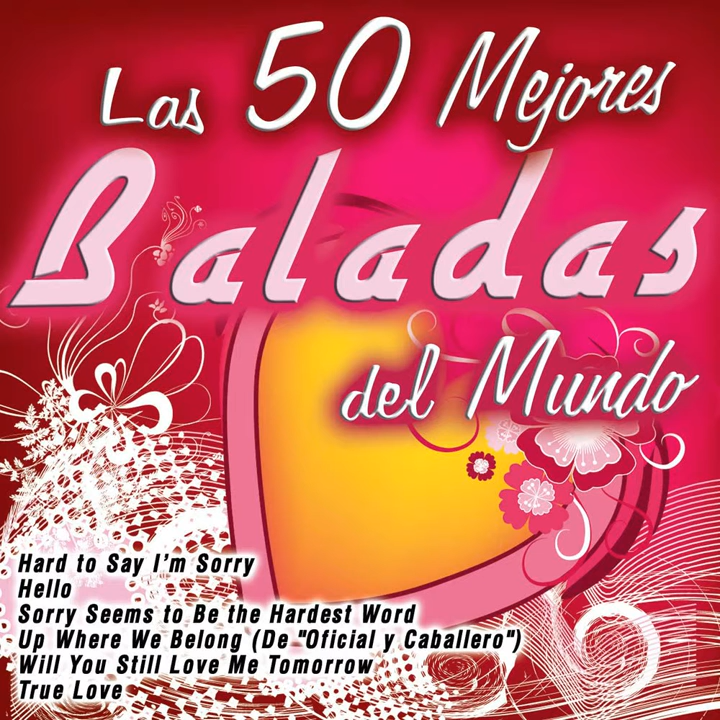 Las 50 Mejores
Baladas
del Mundo
Hard to Say I'm Sorry
Hello
Sorry Seems to Be the Hardest Word
Up Where We Belong (De "Oficial y Caballero")
Will You Still Love Me Tomorrow
True Love